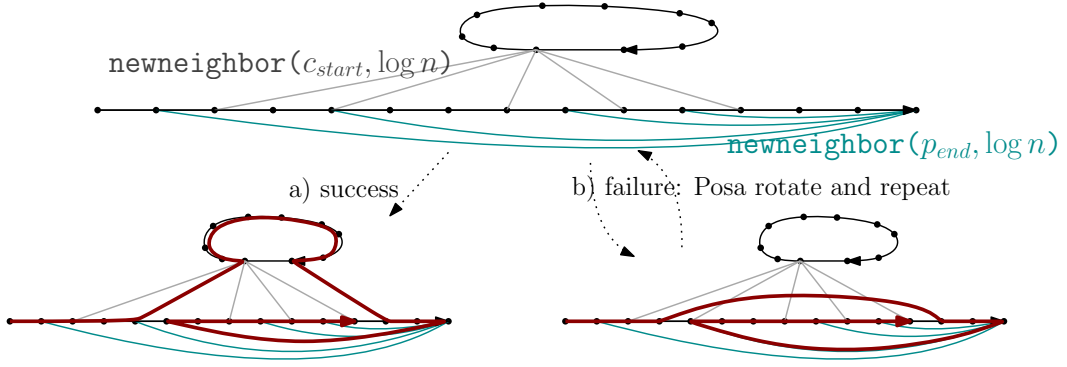 newneighbor(c_start, log n)
newneighbor(p_end, log n)
a) success
b) failure: Posa rotate and repeat